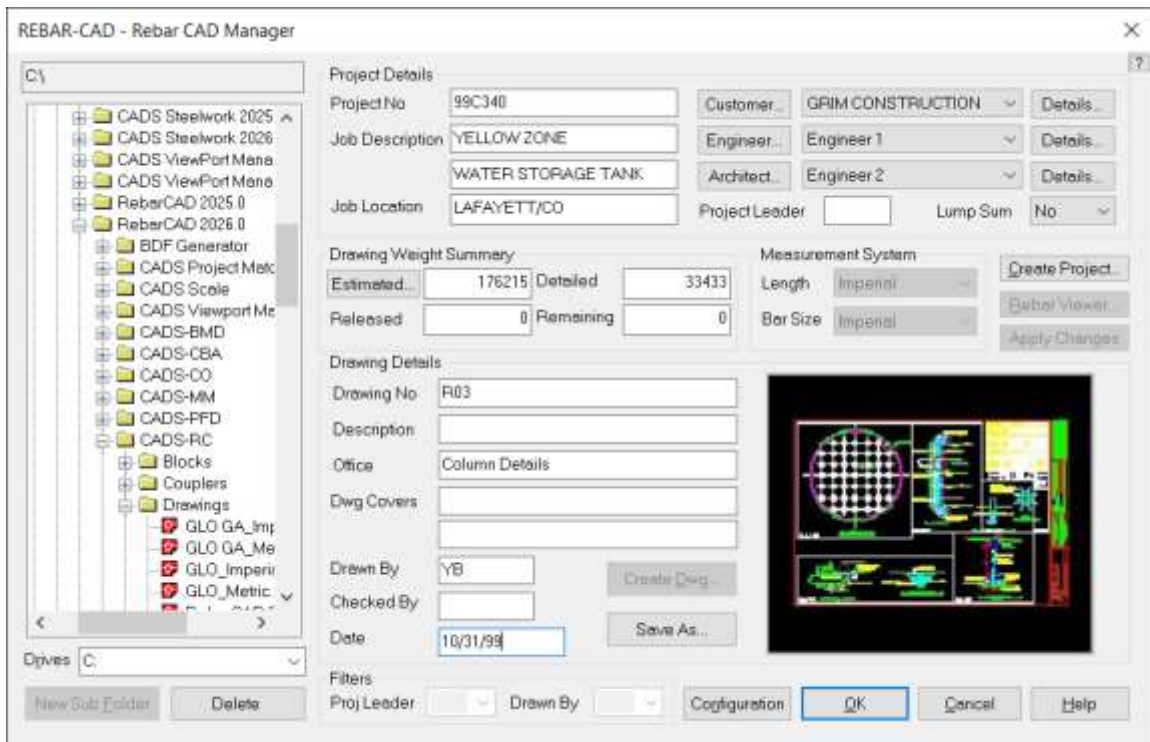 REBAR-CAD - Rebar CAD Manager
C:\
CADS Steelwork 2025
CADS Steelwork 2026
CADS ViewPort Mana
CADS ViewPort Mana
RebarCAD 2025.0
RebarCAD 2026.0
BDF Generator
CADS Project Matc
CADS Scale
CADS Viewport Ma
CADS-BMD
CADS-CBA
CADS-CO
CADS-MM
CADS-PFD
CADS-RC
Blocks
Couplers
Drawings
GLO GA_Imp
GLO GA_Me
GLO_Imperi
GLO_Metric
Drives C:
New Sub Folder Delete
?
Project Details
Project No 99C340 Customer... GRIM CONSTRUCTION Details...
Job Description YELLOW ZONE Engineer... Engineer 1 Details...
WATER STORAGE TANK Architect... Engineer 2 Details...
Job Location LAFAYETT/CO Project Leader Lump Sum No
Drawing Weight Summary
Estimated... 176215 Detailed 33433
Released 0 Remaining 0
Measurement System
Length Imperial
Bar Size Imperial
Create Project...
Rebar Viewer...
Apply Changes
Drawing Details
Drawing No R03
Description
Office Column Details
Dwg Covers
Drawn By YB
Checked By
Date 10/31/99
Create Dwg...
Save As...
Filters
Proj Leader Drawn By Configuration OK Cancel Help